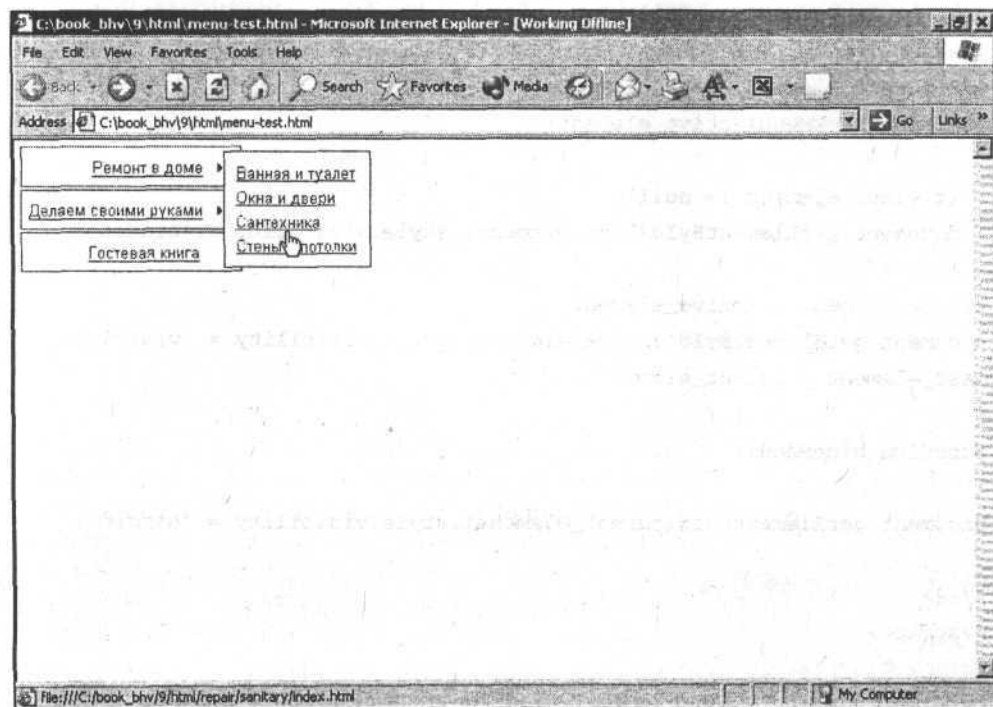 C:\book_bhv\9\html\menu-test.html - Microsoft Internet Explorer - [Working Offline]
File Edit View Favorites Tools Help
Back Search Favorites Media
Address C:\book_bhv\9\html\menu-test.html Go Links »
Ремонт в доме
Делаем своими руками
Гостевая книга
Ванная и туалет
Окна и двери
Сантехника
Стены потолки
file:///C:/book_bhv/9/html/repair/sanitary/index.html My Computer